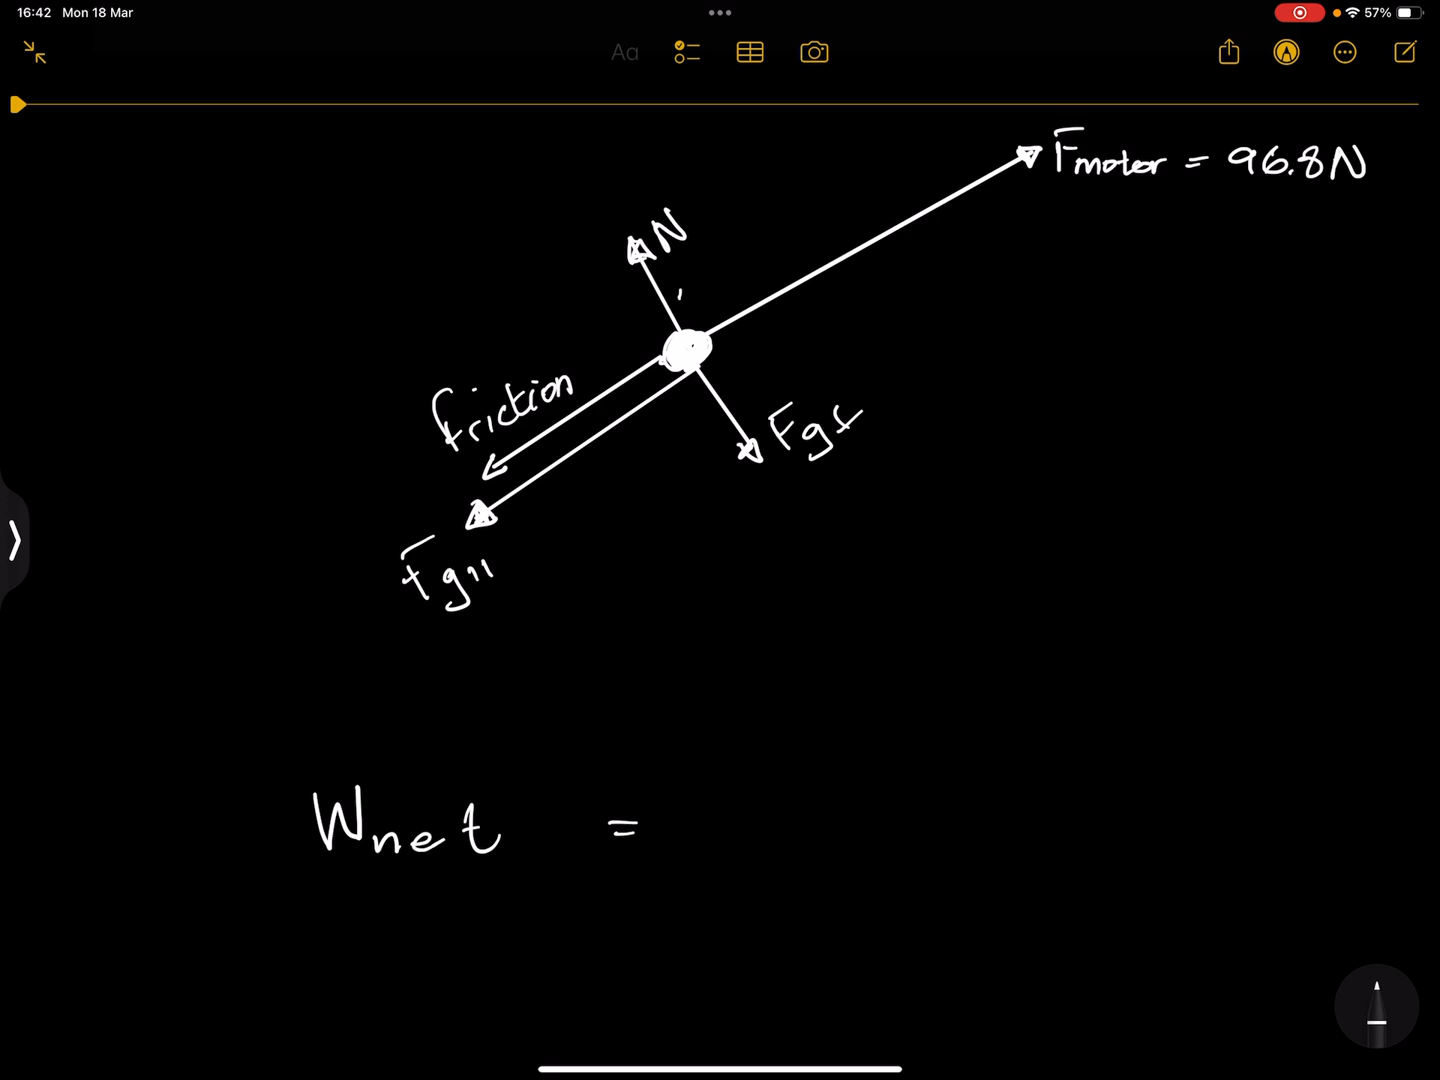 16:42 Mon 18 Mar
57%
Aa
Fmotor = 96.8N
N
friction
Fg⊥
Fg||
Wnet =